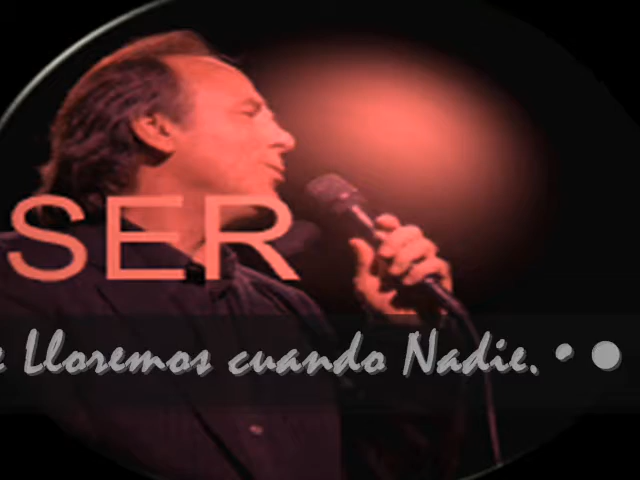 SER
Lloremos cuando Nadie. • ●